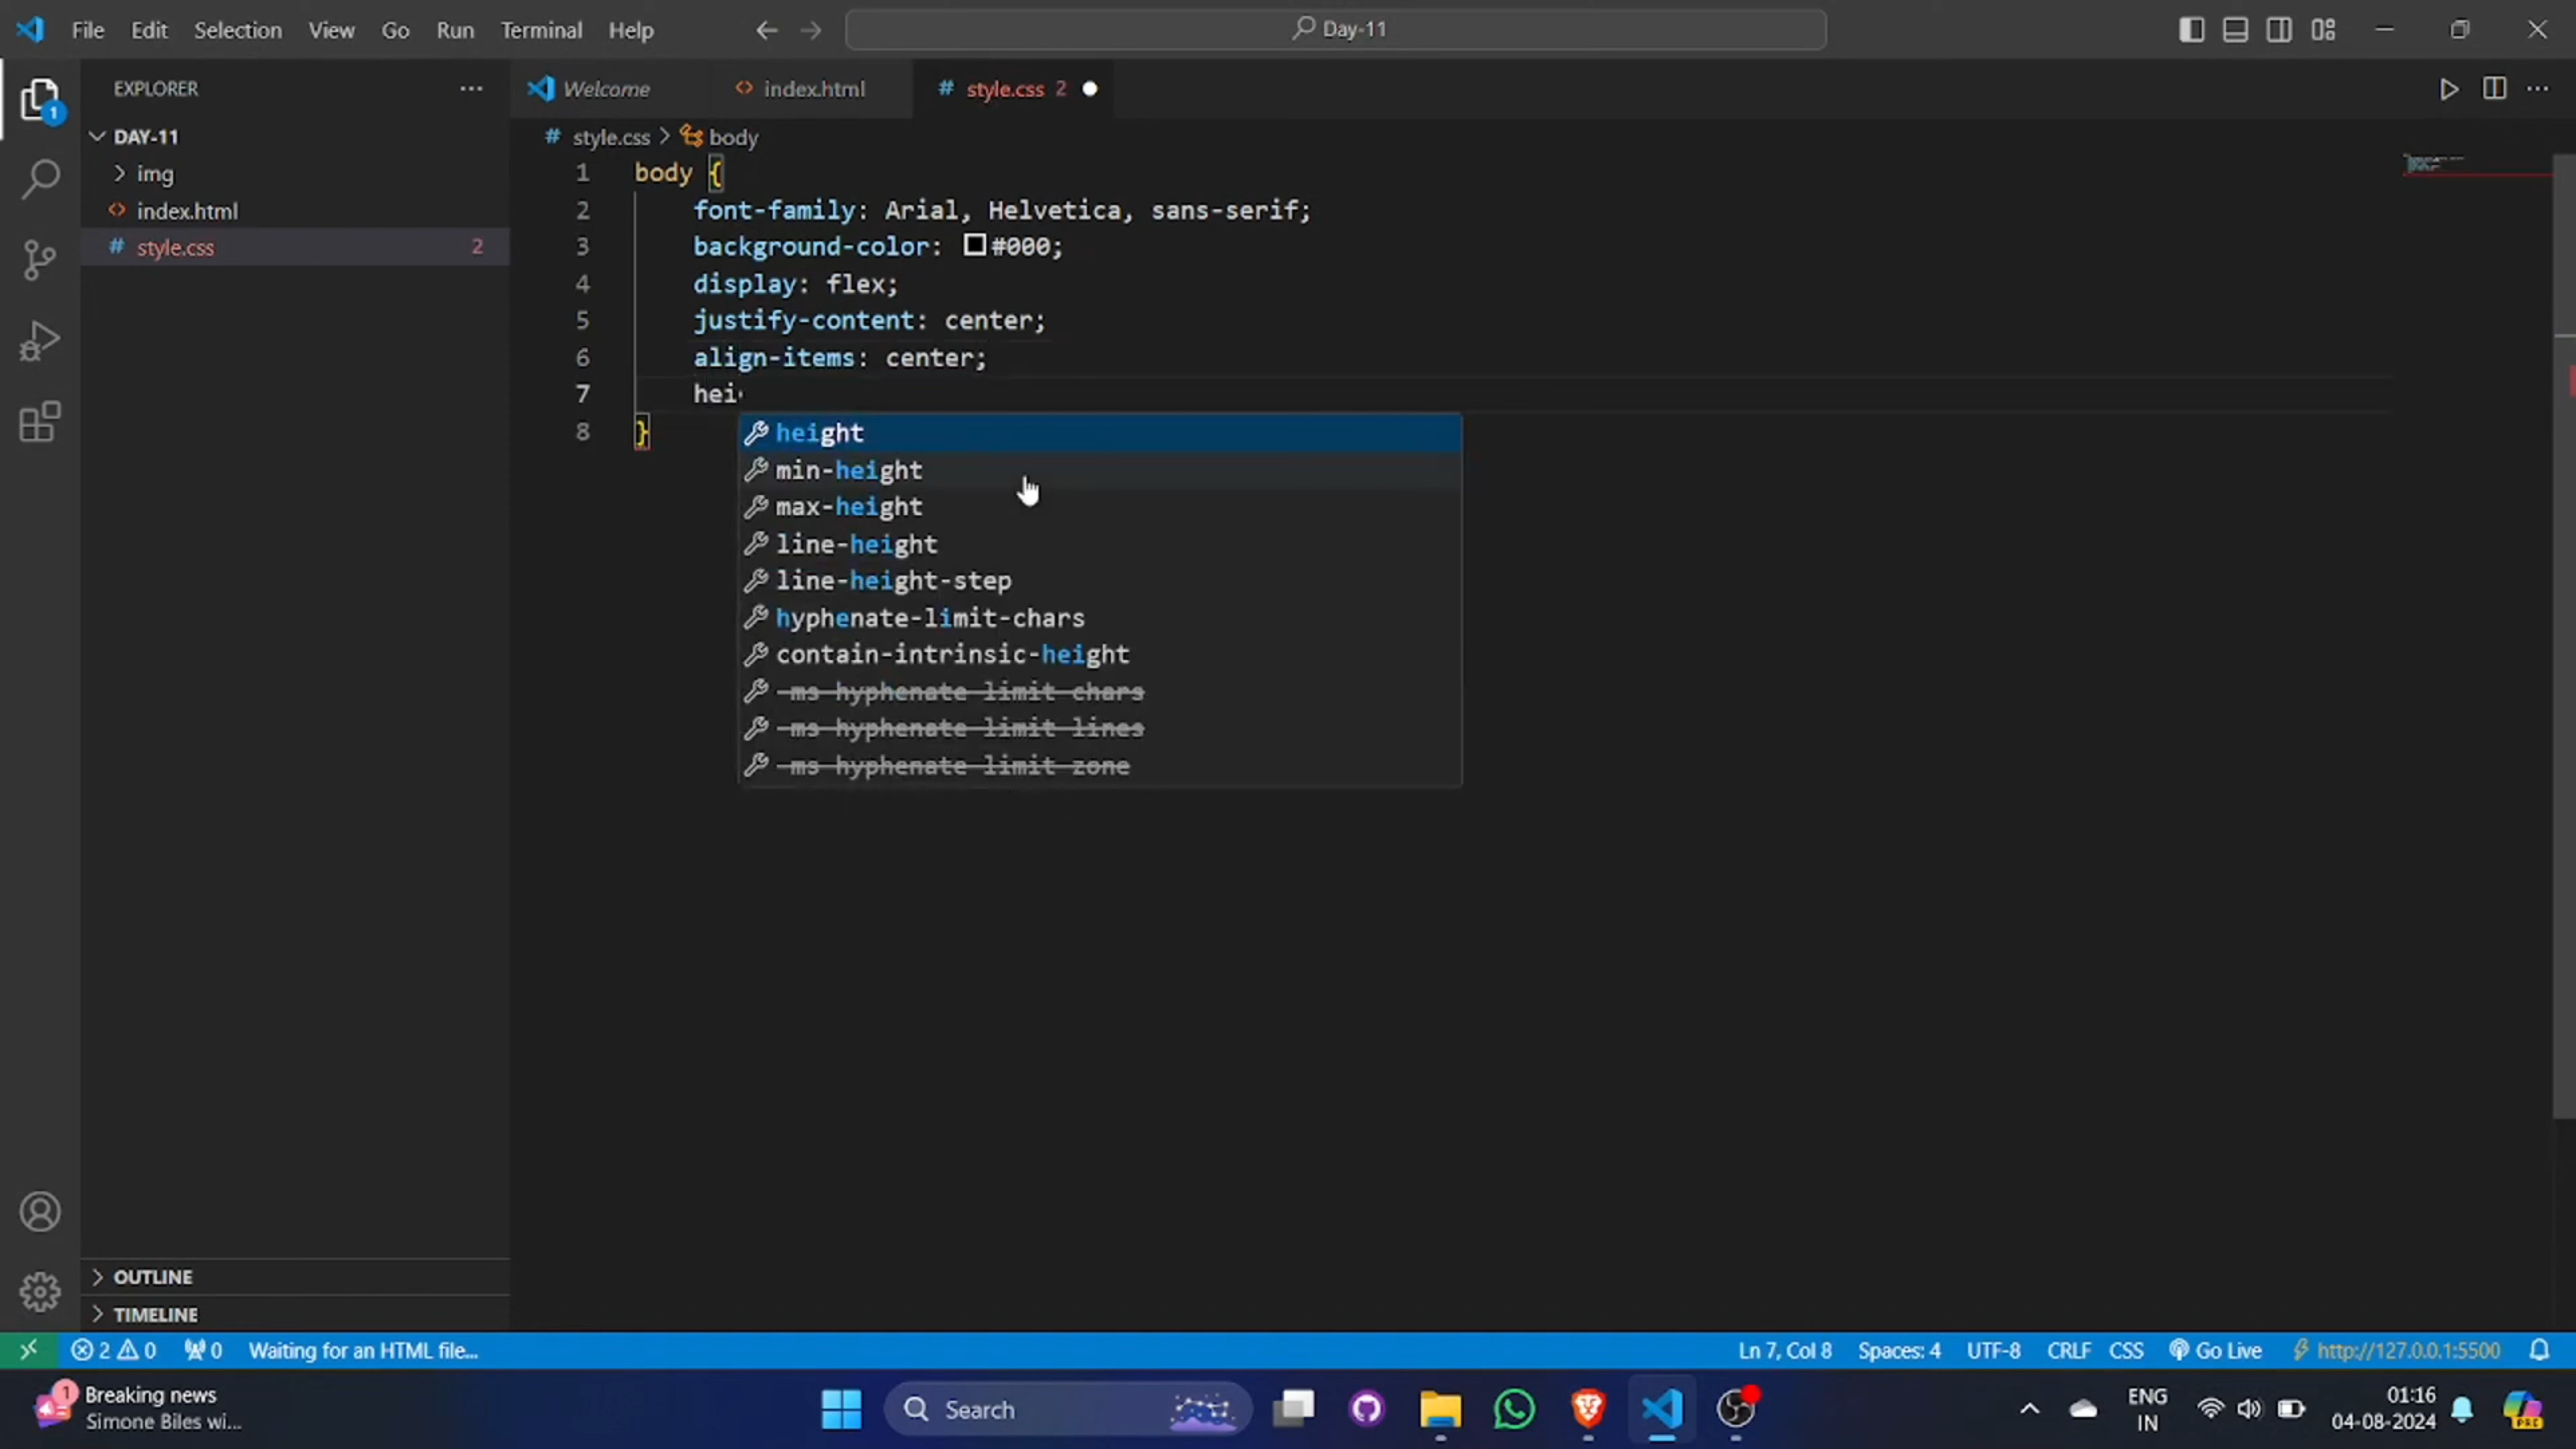 File Edit Selection View Go Run Terminal Help
Day-11
EXPLORER
Welcome
index.html
style.css 2
DAY-11
img
index.html
style.css 2
style.css > body
1 body {
2 font-family: Arial, Helvetica, sans-serif;
3 background-color: #000;
4 display: flex;
5 justify-content: center;
6 align-items: center;
7 hei
8 }
height
min-height
max-height
line-height
line-height-step
hyphenate-limit-chars
contain-intrinsic-height
-ms-hyphenate-limit-chars
-ms-hyphenate-limit-lines
-ms-hyphenate-limit-zone
1
OUTLINE
TIMELINE
2 0 0 Waiting for an HTML file... Ln 7, Col 8 Spaces: 4 UTF-8 CRLF CSS Go Live http://127.0.0.1:5500
1
Breaking news
Simone Biles wi...
Search
ENG
IN
01:16
04-08-2024
PRE